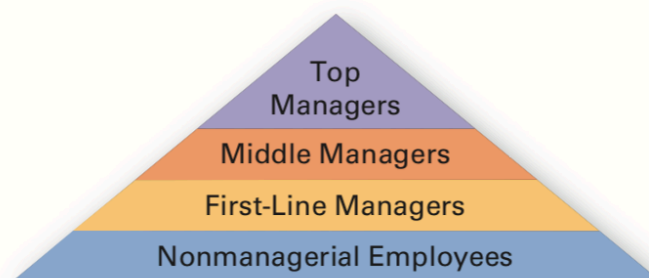 Top
Managers
Middle Managers
First-Line Managers
Nonmanagerial Employees